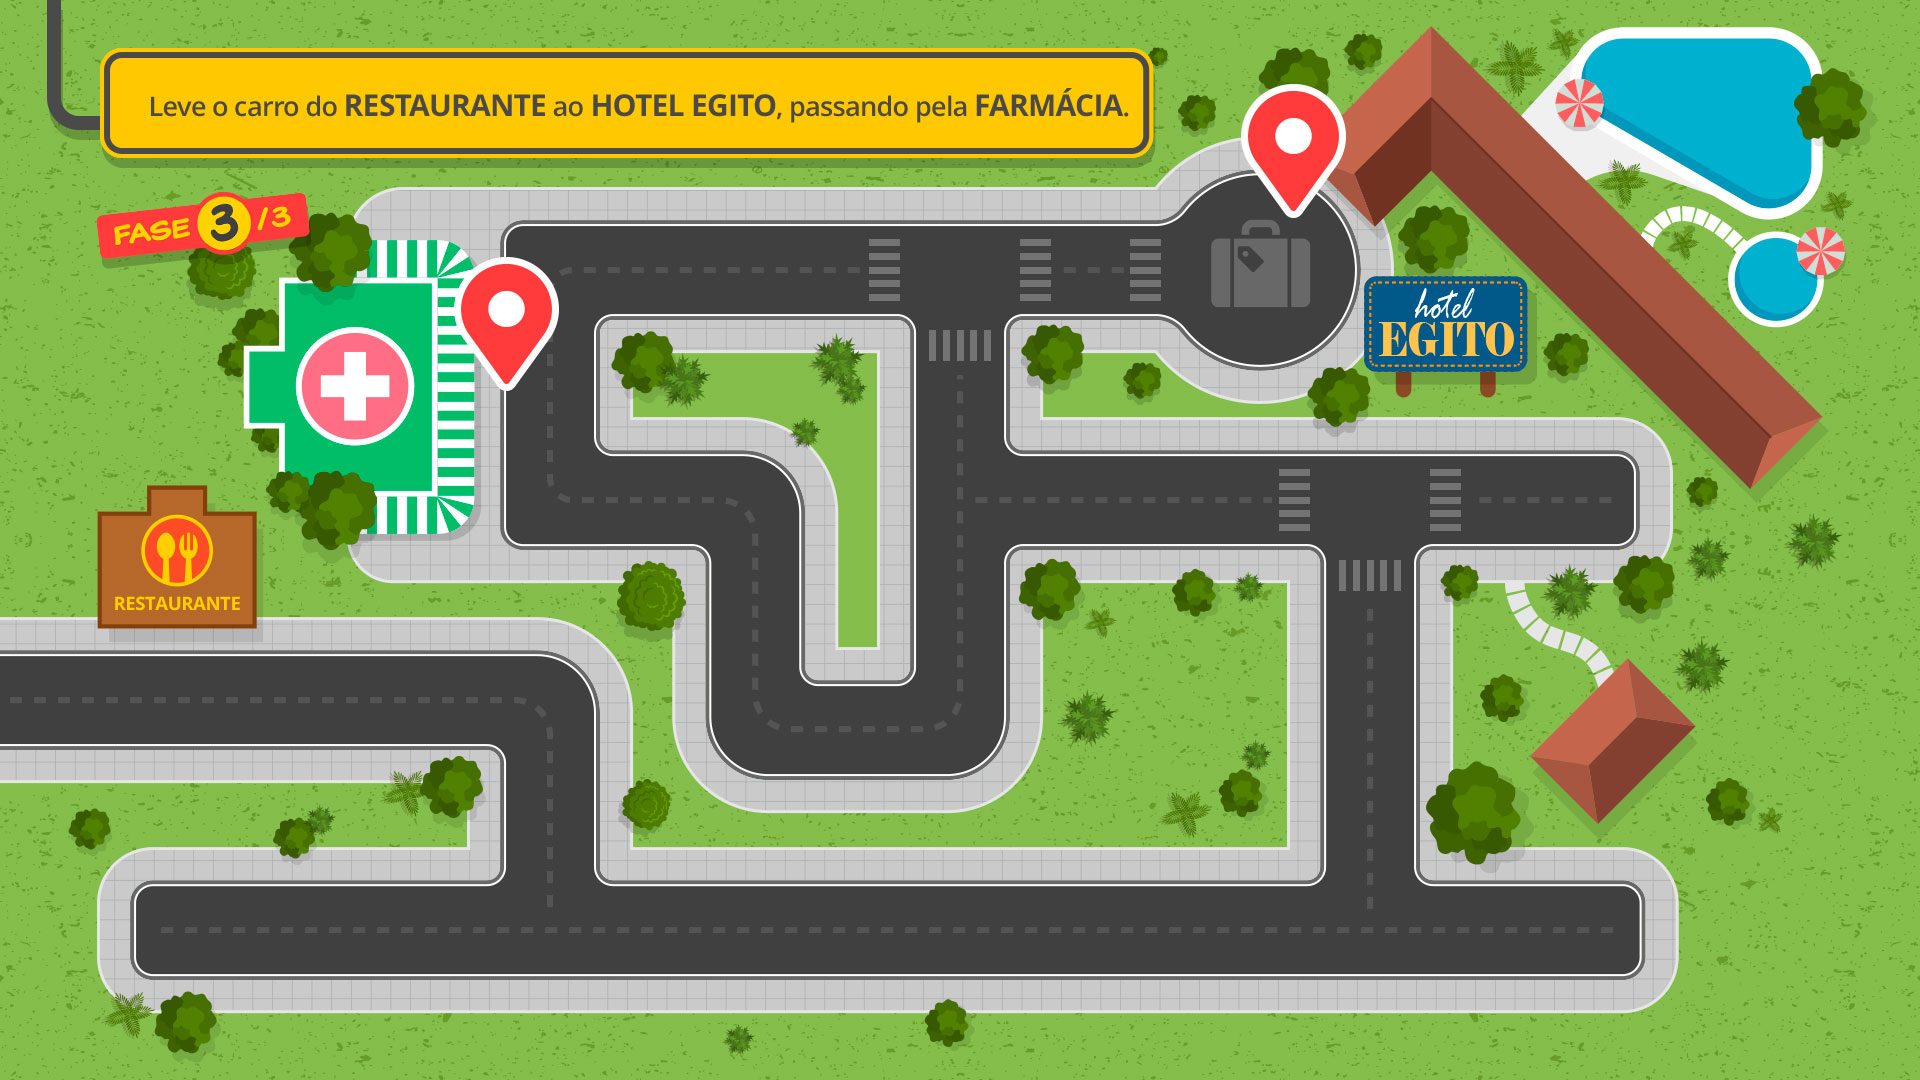 Leve o carro do RESTAURANTE ao HOTEL EGITO, passando pela FARMÁCIA.
FASE 3 /3
hotel
EGITO
RESTAURANTE